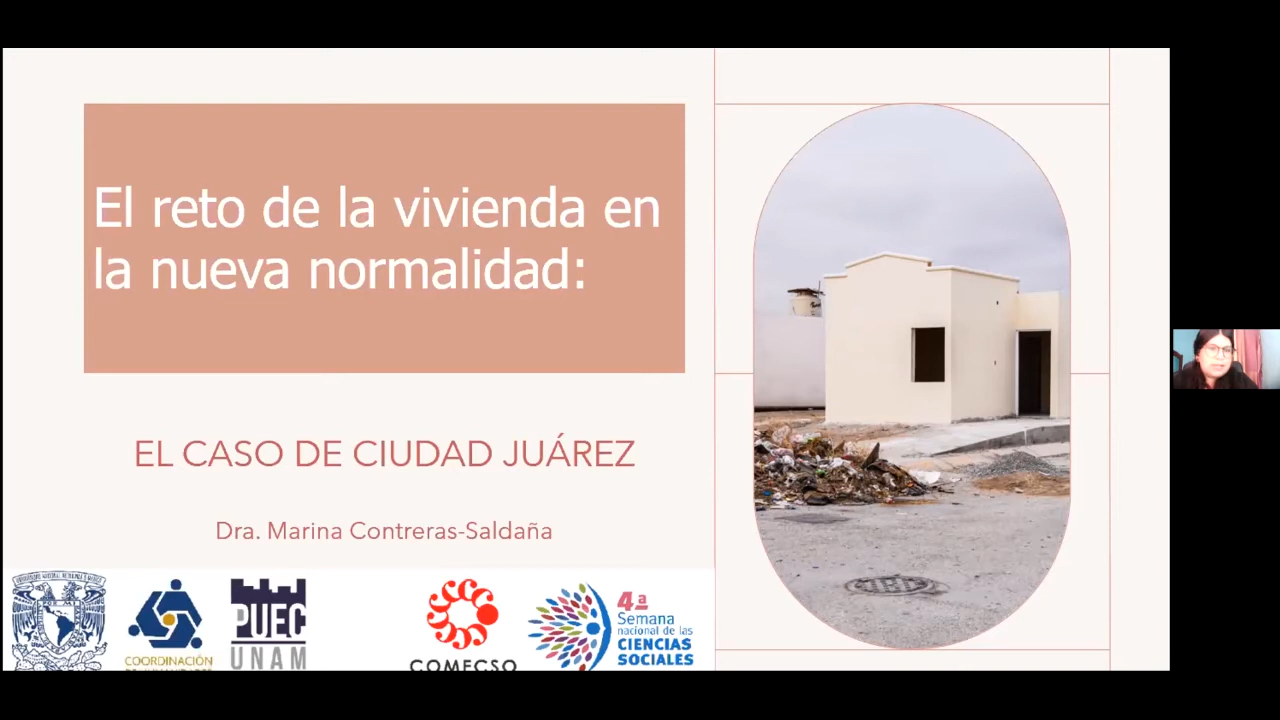 El reto de la vivienda en
la nueva normalidad:
EL CASO DE CIUDAD JUÁREZ
Dra. Marina Contreras-Saldaña
COORDINACIÓN
PUEC
UNAM
COMECSO
4ª
Semana
nacional de las
CIENCIAS
SOCIALES